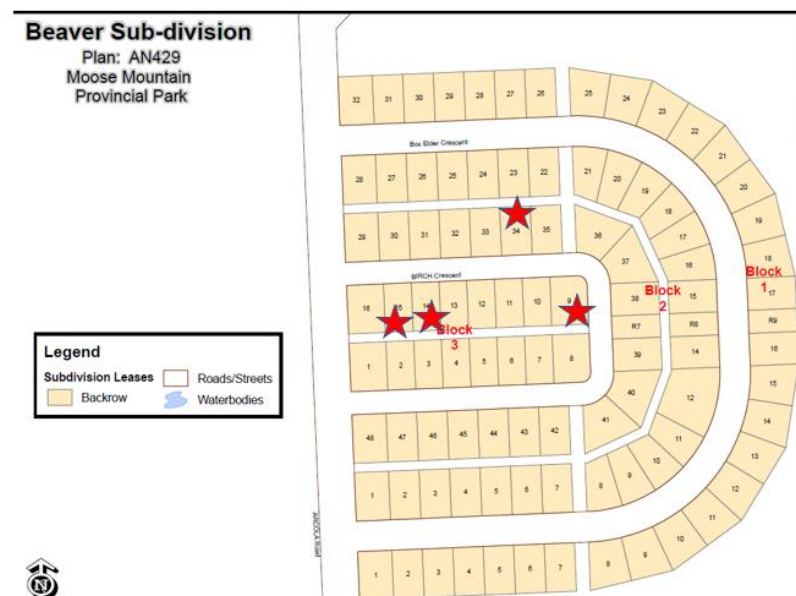 Beaver Sub-division
Plan: AN429
Moose Mountain
Provincial Park
32 31 30 29 28 27 26 25 24 23 22 21 20 19 18 17 R9 16 15 14 13 12 11 10 9 8 7 6 5 4 3 2 1
Box Elder Crescent
28 27 26 25 24 23 22 21 20 19 18 17 16 15 R8 14 12 11 10 9 8 7 6 5 4 3 2 1
29 30 31 32 33 34 35 36 37 38 R7 39 40 41 42 43 44 45 46 47 48
BIRCH Crescent
16 15 14 13 12 11 10 9
1 2 3 4 5 6 7 8
Block
1
Block
2
Block
3
Legend
Subdivision Leases
Backrow
Roads/Streets
Waterbodies
ARCOLA Road
N